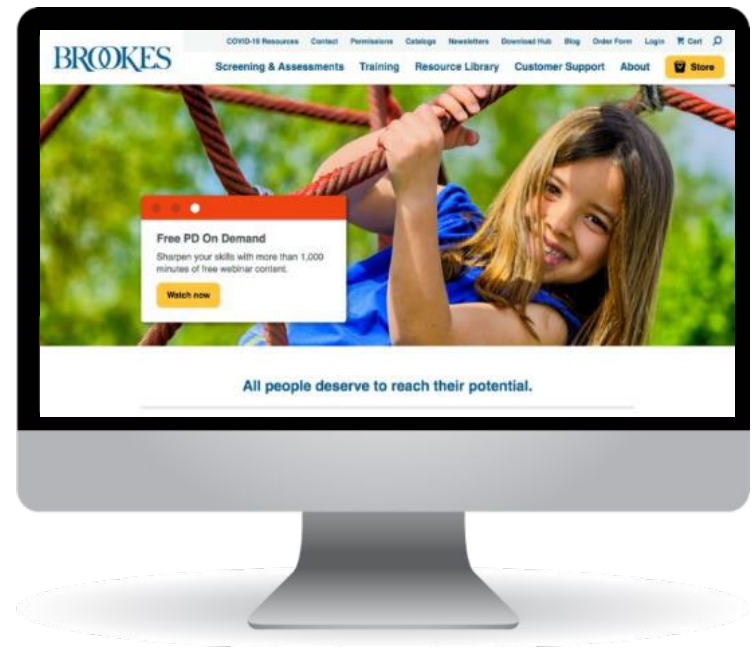 COVID-19 Resources Contact Permissions Catalogs Newsletters Download Hub Blog Order Form Login Cart
BROOKES
Screening & Assessments Training Resource Library Customer Support About Store
Free PD On Demand
Sharpen your skills with more than 1,000
minutes of free webinar content.
Watch now
All people deserve to reach their potential.